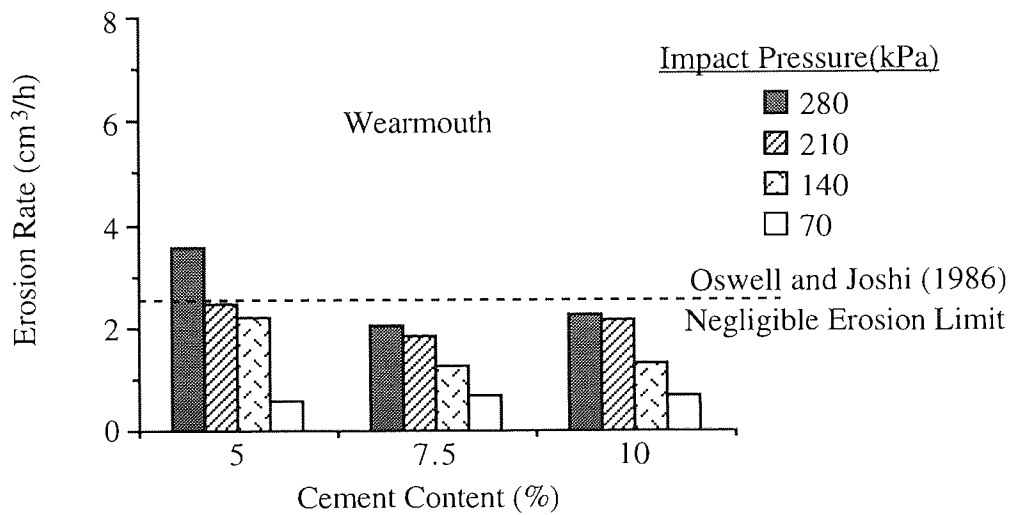 8
6
4
2
0
Erosion Rate (cm³/h)
Wearmouth
Impact Pressure(kPa)
280
210
140
70
Oswell and Joshi (1986)
Negligible Erosion Limit
5 7.5 10
Cement Content (%)